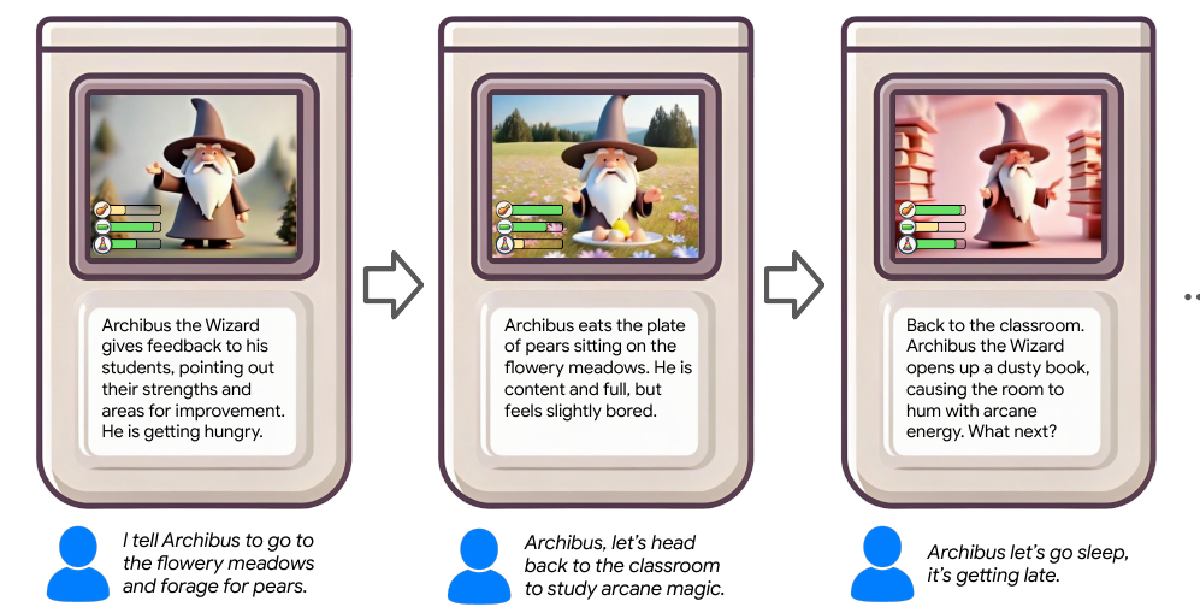 Archibus the Wizard
gives feedback to his
students, pointing out
their strengths and
areas for improvement.
He is getting hungry.
I tell Archibus to go to
the flowery meadows
and forage for pears.
Archibus eats the plate
of pears sitting on the
flowery meadows. He is
content and full, but
feels slightly bored.
Archibus, let's head
back to the classroom
to study arcane magic.
Back to the classroom.
Archibus the Wizard
opens up a dusty book,
causing the room to
hum with arcane
energy. What next?
Archibus let's go sleep,
it's getting late.